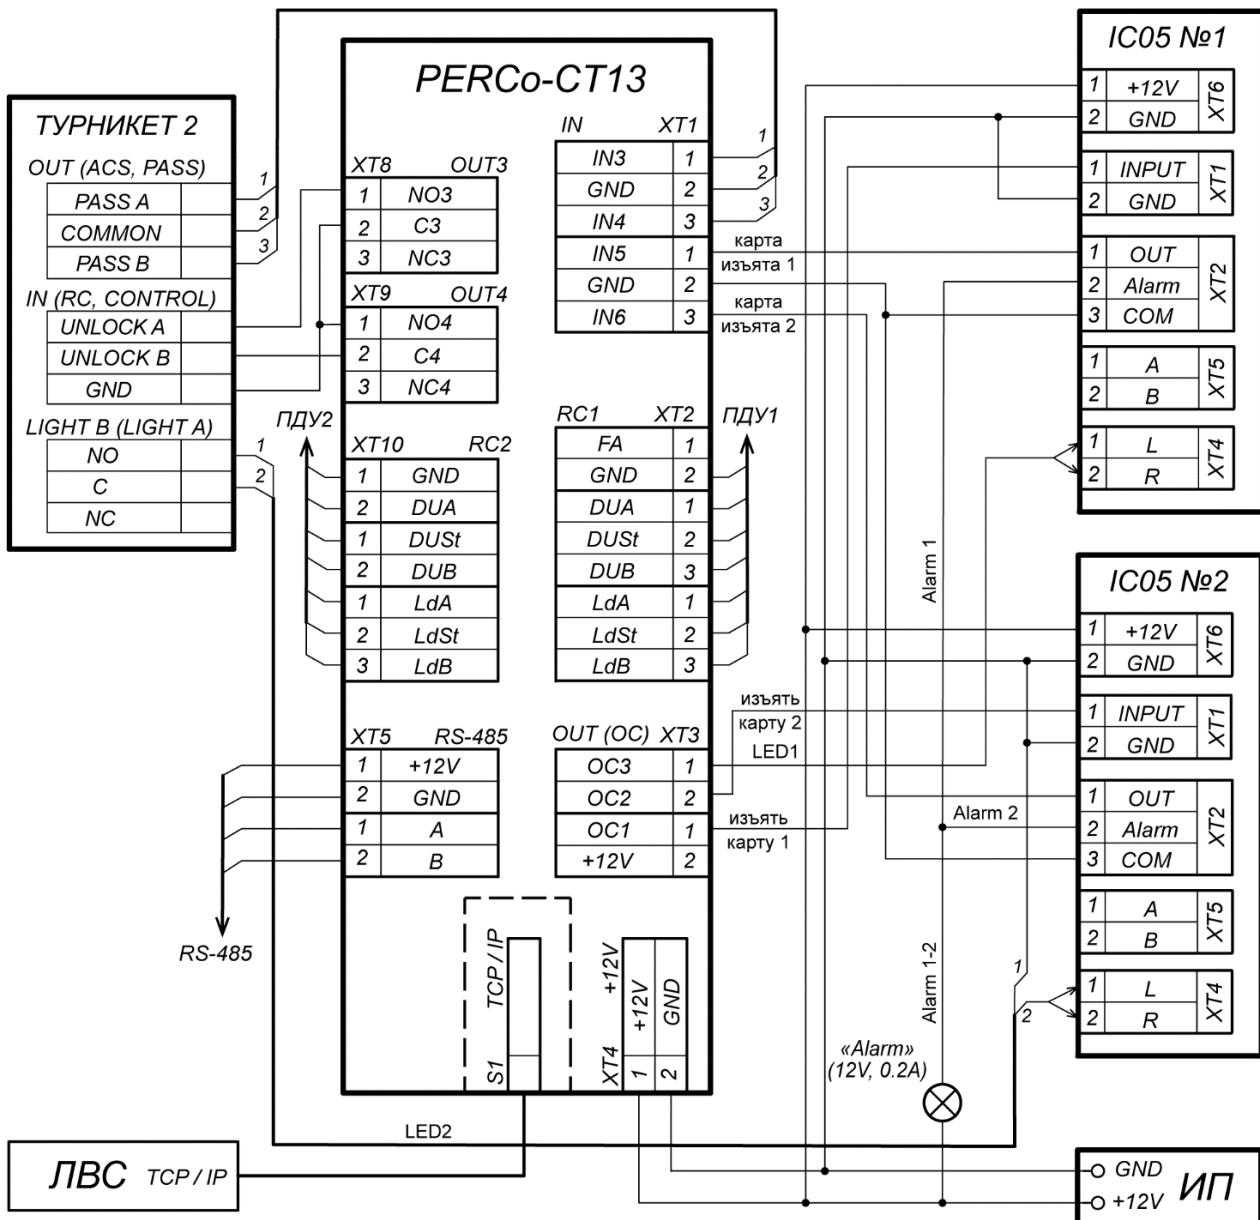 PERCo-CT13
ТУРНИКЕТ 2
OUT (ACS, PASS)
PASS A
COMMON
PASS B
1
2
3
IN (RC, CONTROL)
UNLOCK A
UNLOCK B
GND
LIGHT B (LIGHT A)
NO
C
NC
1
2
XT8 OUT3
1 NO3
2 C3
3 NC3
XT9 OUT4
1 NO4
2 C4
3 NC4
ПДУ2
XT10 RC2
1 GND
2 DUA
1 DUSt
2 DUB
1 LdA
2 LdSt
3 LdB
XT5 RS-485
1 +12V
2 GND
1 A
2 B
RS-485
IN XT1
IN3 1
GND 2
IN4 3
IN5 1
GND 2
IN6 3
1
2
3
карта
изъята 1
карта
изъята 2
RC1 XT2
ПДУ1
FA 1
GND 2
DUA 1
DUSt 2
DUB 3
LdA 1
LdSt 2
LdB 3
OUT (OC) XT3
OC3 1
OC2 2
OC1 1
+12V 2
изъять
карту 2
LED1
изъять
карту 1
S1 TCP / IP
XT4 +12V
1 +12V
2 GND
IC05 №1
1 +12V
2 GND
XT6
1 INPUT
2 GND
XT1
1 OUT
2 Alarm
3 COM
XT2
1 A
2 B
XT5
1 L
2 R
XT4
Alarm 1
IC05 №2
1 +12V
2 GND
XT6
1 INPUT
2 GND
XT1
1 OUT
2 Alarm
3 COM
XT2
1 A
2 B
XT5
1 L
2 R
XT4
Alarm 2
Alarm 1-2
1
2
«Alarm»
(12V, 0.2A)
LED2
ЛВС TCP / IP
GND
+12V
ИП